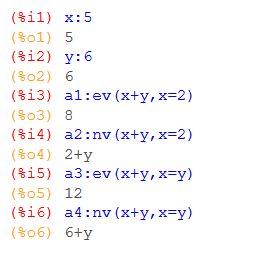 (%i1) x:5
(%o1) 5
(%i2) y:6
(%o2) 6
(%i3) a1:ev(x+y,x=2)
(%o3) 8
(%i4) a2:nv(x+y,x=2)
(%o4) 2+y
(%i5) a3:ev(x+y,x=y)
(%o5) 12
(%i6) a4:nv(x+y,x=y)
(%o6) 6+y